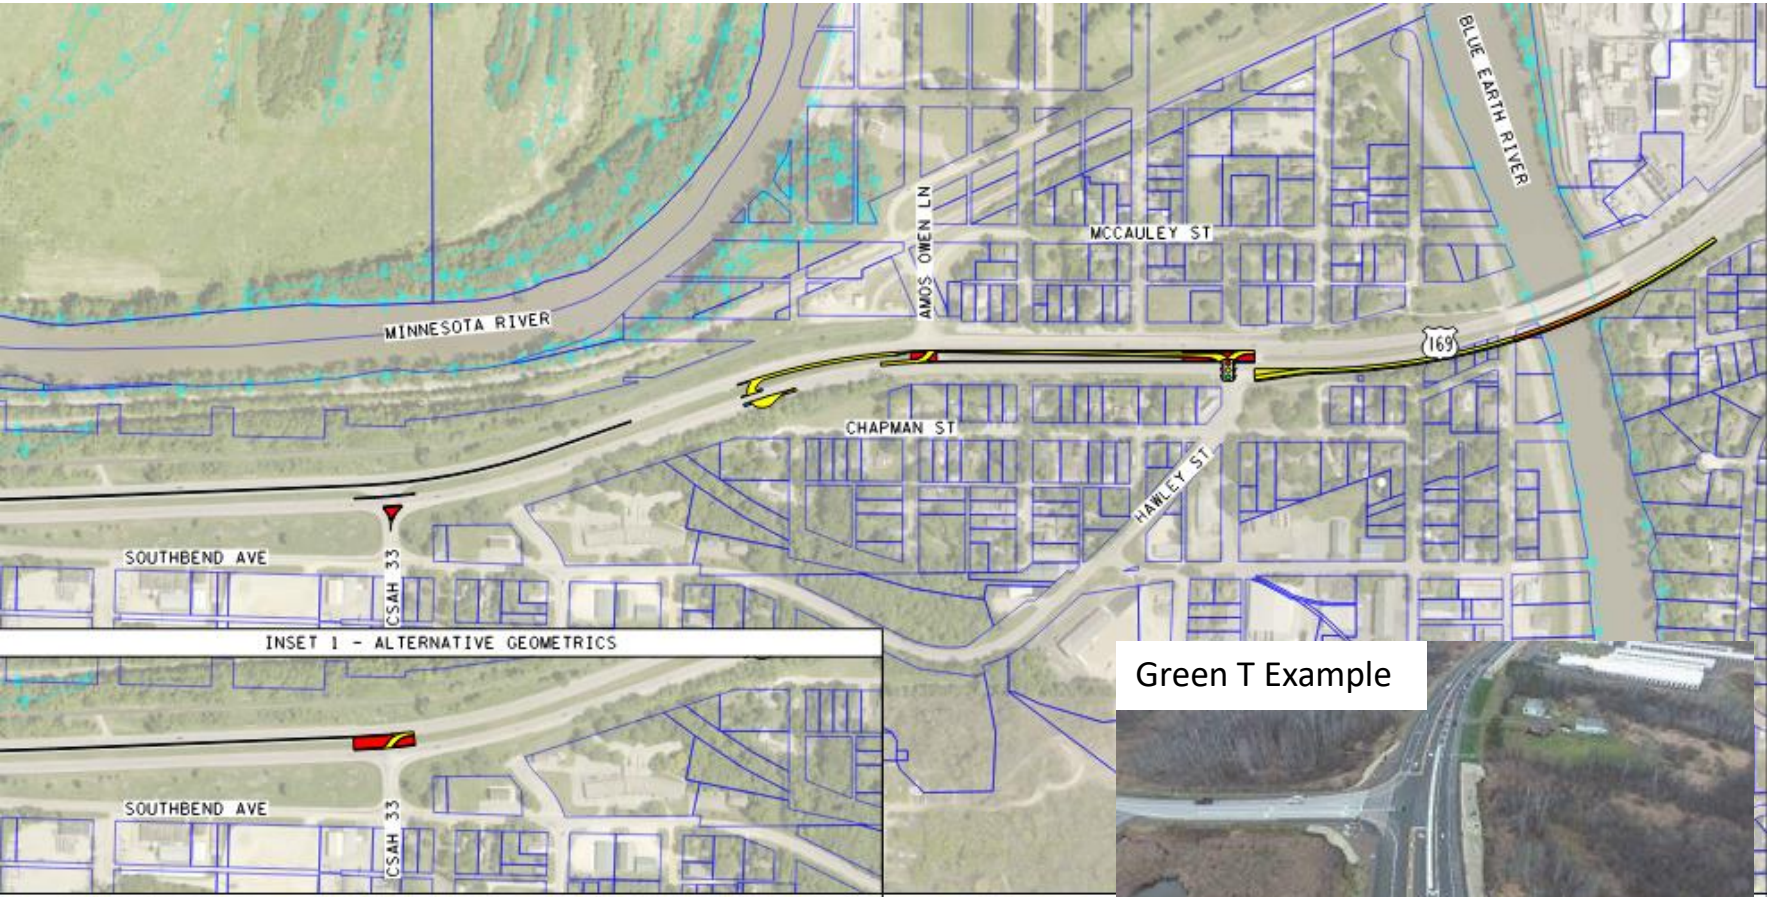 BLUE EARTH RIVER
AMOS OWEN LN
MCCAULEY ST
MINNESOTA RIVER
169
CHAPMAN ST
HAWLEY ST
SOUTHBEND AVE
CSAH 33
INSET 1 - ALTERNATIVE GEOMETRICS
SOUTHBEND AVE
CSAH 33
Green T Example